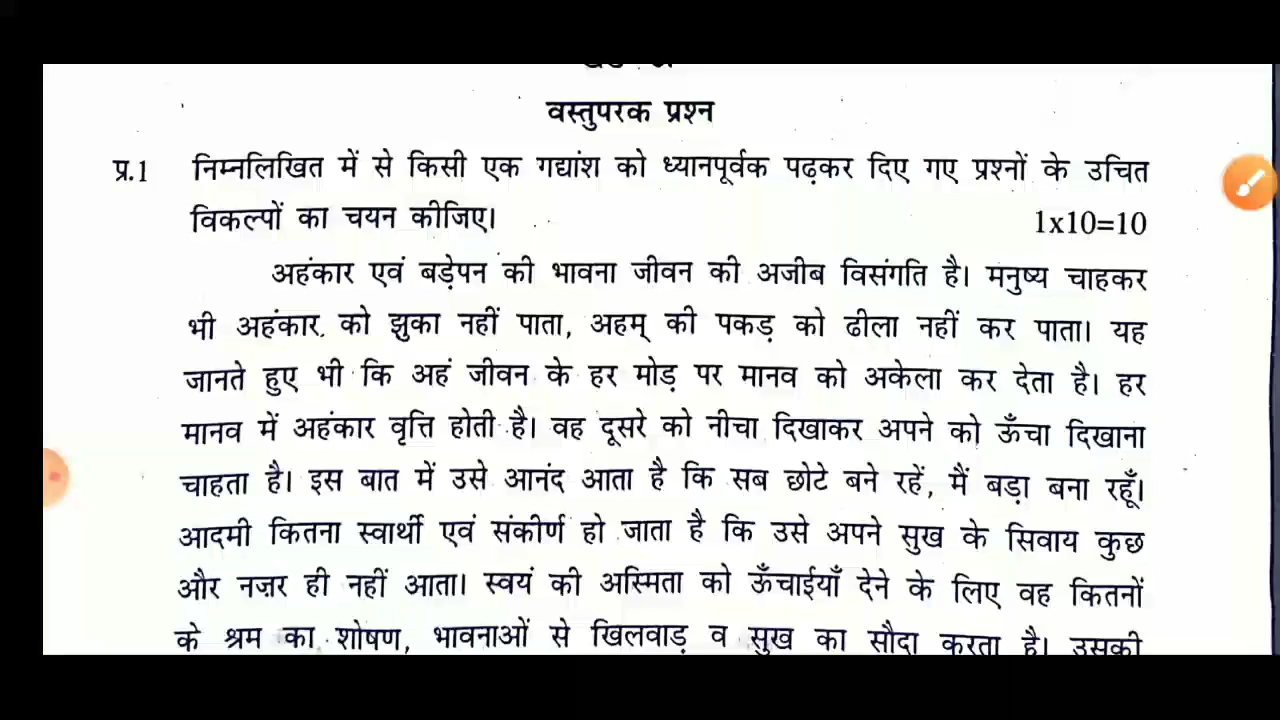 वस्तुपरक प्रश्न
प्र.1 निम्नलिखित में से किसी एक गद्यांश को ध्यानपूर्वक पढ़कर दिए गए प्रश्नों के उचित
विकल्पों का चयन कीजिए। 1x10=10
अहंकार एवं बड़ेपन की भावना जीवन की अजीब विसंगति है। मनुष्य चाहकर
भी अहंकार को झुका नहीं पाता, अहम् की पकड़ को ढीला नहीं कर पाता। यह
जानते हुए भी कि अहं जीवन के हर मोड़ पर मानव को अकेला कर देता है। हर
मानव में अहंकार वृत्ति होती है। वह दूसरे को नीचा दिखाकर अपने को ऊँचा दिखाना
चाहता है। इस बात में उसे आनंद आता है कि सब छोटे बने रहें, मैं बड़ा बना रहूँ।
आदमी कितना स्वार्थी एवं संकीर्ण हो जाता है कि उसे अपने सुख के सिवाय कुछ
और नज़र ही नहीं आता। स्वयं की अस्मिता को ऊँचाईयाँ देने के लिए वह कितनों
के श्रम का शोषण, भावनाओं से खिलवाड़ व सुख का सौदा करता है। उसकी